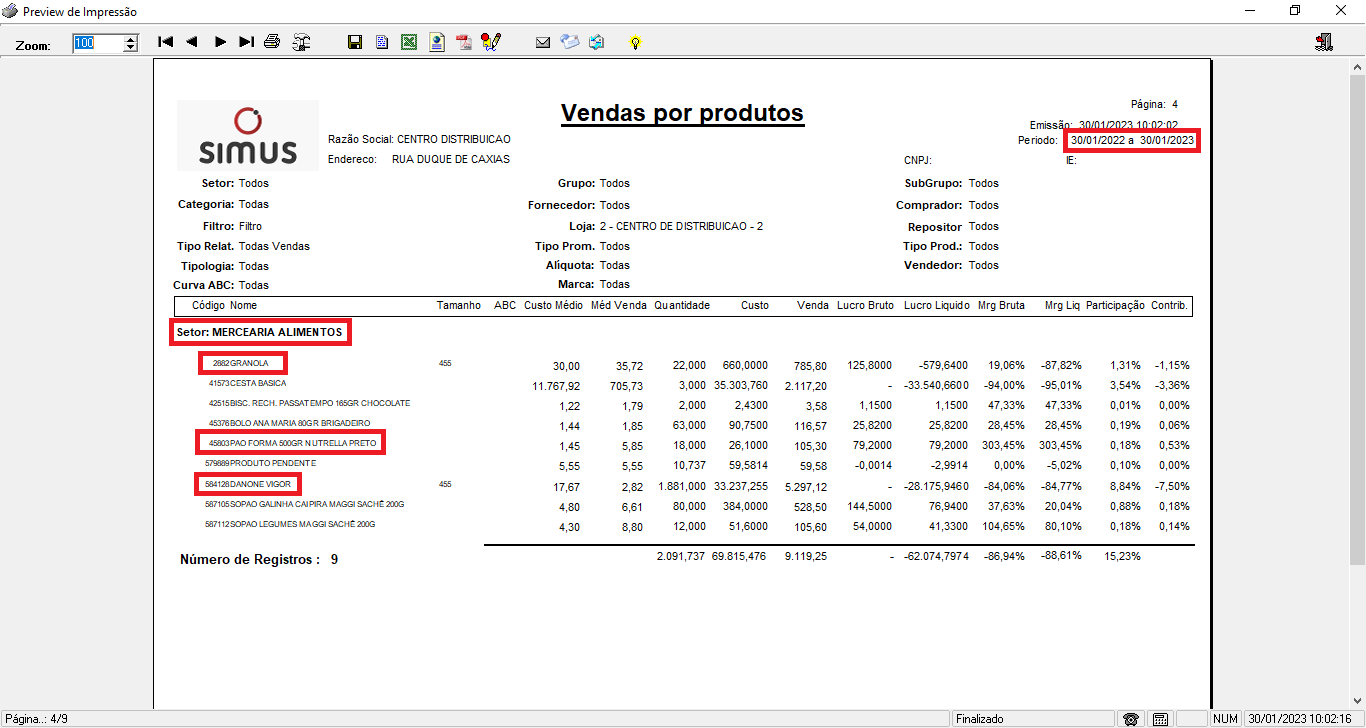 Preview de Impressão
Zoom: 100
Vendas por produtos
Página: 4
Emissão: 30/01/2023 10:02:02
Periodo: 30/01/2022 a 30/01/2023
SIMUS
Razão Social: CENTRO DISTRIBUICAO
Endereco: RUA DUQUE DE CAXIAS
CNPJ: IE:
Setor: Todos Grupo: Todos SubGrupo: Todos
Categoria: Todas Fornecedor: Todos Comprador: Todos
Filtro: Filtro Loja: 2 - CENTRO DE DISTRIBUICAO - 2 Repositor Todos
Tipo Relat. Todas Vendas Tipo Prom. Todos Tipo Prod.: Todos
Tipologia: Todas Alíquota: Todas Vendedor: Todos
Curva ABC: Todas Marca: Todas
Código Nome Tamanho ABC Custo Médio Méd Venda Quantidade Custo Venda Lucro Bruto Lucro Liquido Mrg Bruta Mrg Liq Participação Contrib.
Setor: MERCEARIA ALIMENTOS
2882 GRANOLA 455 30,00 35,72 22,000 660,0000 785,80 125,8000 -579,6400 19,06% -87,82% 1,31% -1,15%
41573 CESTA BASICA 11.767,92 705,73 3,000 35.303,760 2.117,20 - -33.540,6600 -94,00% -95,01% 3,54% -3,36%
42515 BISC. RECH. PASSATEMPO 165GR CHOCOLATE 1,22 1,79 2,000 2,4300 3,58 1,1500 1,1500 47,33% 47,33% 0,01% 0,00%
45376 BOLO ANA MARIA 80GR BRIGADEIRO 1,44 1,85 63,000 90,7500 116,57 25,8200 25,8200 28,45% 28,45% 0,19% 0,06%
45803 PAO FORMA 500GR NUTRELLA PRETO 1,45 5,85 18,000 26,1000 105,30 79,2000 79,2000 303,45% 303,45% 0,18% 0,53%
579889 PRODUTO PENDENTE 5,55 5,55 10,737 59,5814 59,58 -0,0014 -2,9914 0,00% -5,02% 0,10% 0,00%
584128 DANONE VIGOR 455 17,67 2,82 1.881,000 33.237,255 5.297,12 - -28.175,9460 -84,06% -84,77% 8,84% -7,50%
587105 SOPAO GALINHA CAIPIRA MAGGI SACHÊ 200G 4,80 6,61 80,000 384,0000 528,50 144,5000 76,9400 37,63% 20,04% 0,88% 0,18%
587112 SOPAO LEGUMES MAGGI SACHÊ 200G 4,30 8,80 12,000 51,6000 105,60 54,0000 41,3300 104,65% 80,10% 0,18% 0,14%
Número de Registros : 9 2.091,737 69.815,476 9.119,25 - -62.074,7974 -86,94% -88,61% 15,23%
Página..: 4/9 Finalizado NUM 30/01/2023 10:02:16